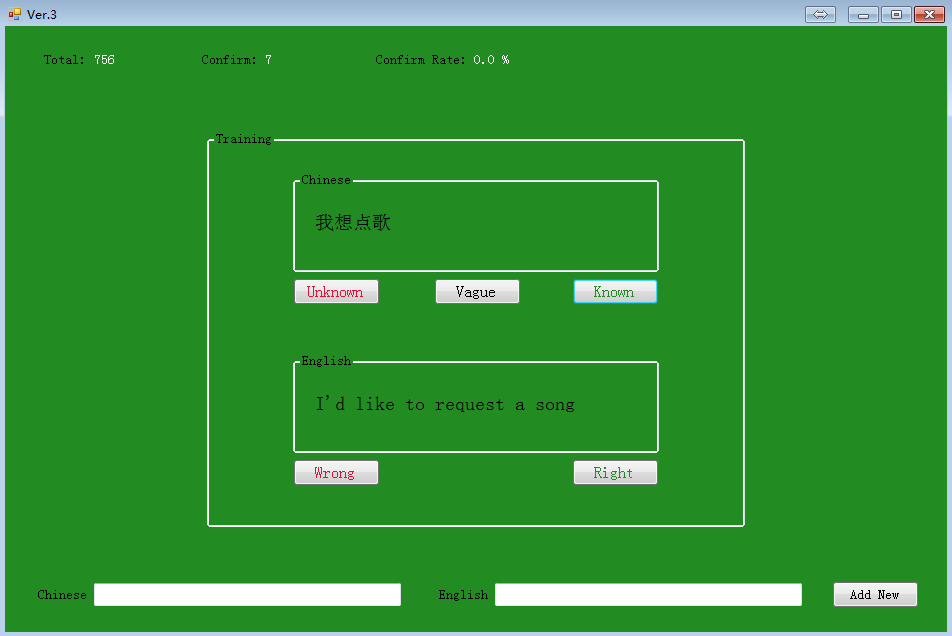 Ver.3
Total: 756 Confirm: 7 Confirm Rate: 0.0 %
Training
Chinese
我想点歌
Unknown Vague Known
English
I'd like to request a song
Wrong Right
Chinese English Add New